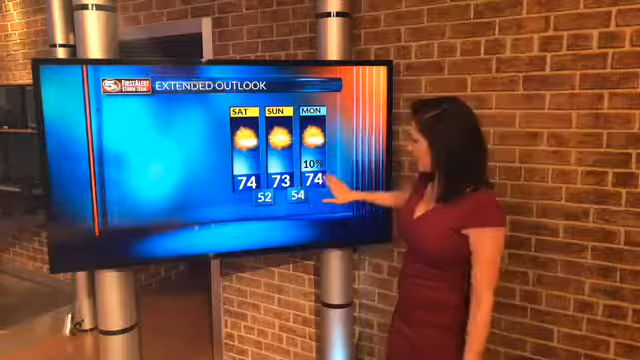 5 FIRST ALERT
STORM TEAM
EXTENDED OUTLOOK
SAT SUN MON
10%
74 73 74
52 54